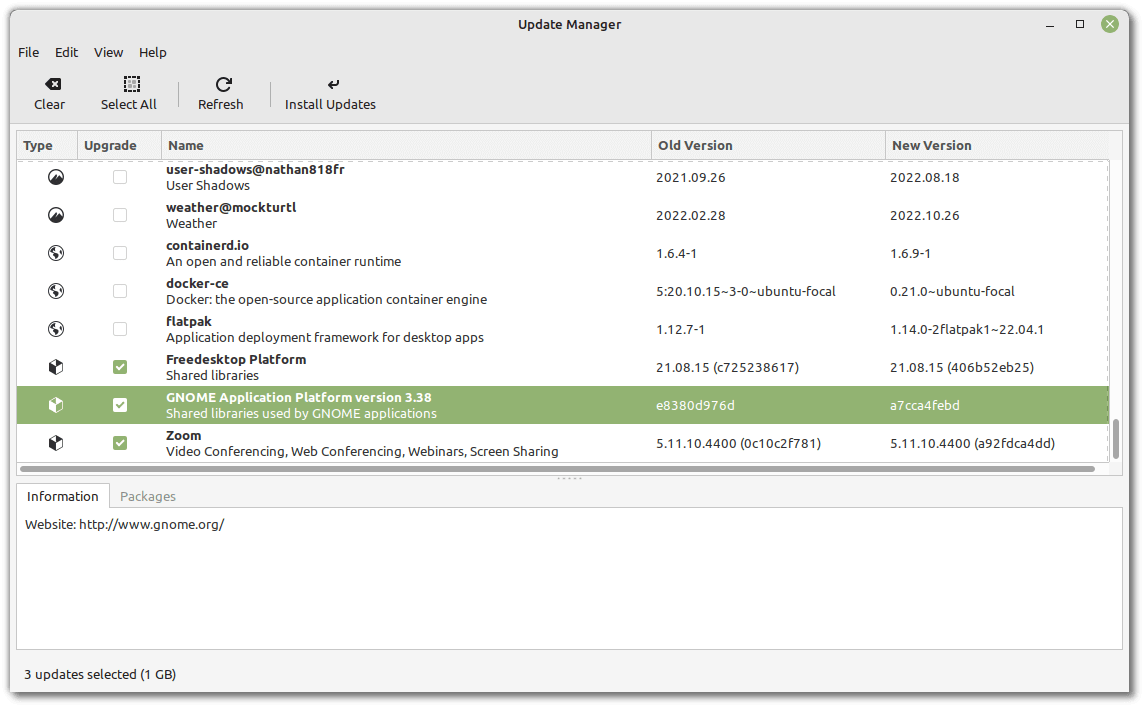 Update Manager
File Edit View Help
Clear Select All Refresh Install Updates
Type Upgrade Name Old Version New Version
user-shadows@nathan818fr
User Shadows 2021.09.26 2022.08.18
weather@mockturtl
Weather 2022.02.28 2022.10.26
containerd.io
An open and reliable container runtime 1.6.4-1 1.6.9-1
docker-ce
Docker: the open-source application container engine 5:20.10.15~3-0~ubuntu-focal 0.21.0~ubuntu-focal
flatpak
Application deployment framework for desktop apps 1.12.7-1 1.14.0-2flatpak1~22.04.1
Freedesktop Platform
Shared libraries 21.08.15 (c725238617) 21.08.15 (406b52eb25)
GNOME Application Platform version 3.38
Shared libraries used by GNOME applications e8380d976d a7cca4febd
Zoom
Video Conferencing, Web Conferencing, Webinars, Screen Sharing 5.11.10.4400 (0c10c2f781) 5.11.10.4400 (a92fdca4dd)
Information Packages
Website: http://www.gnome.org/
3 updates selected (1 GB)